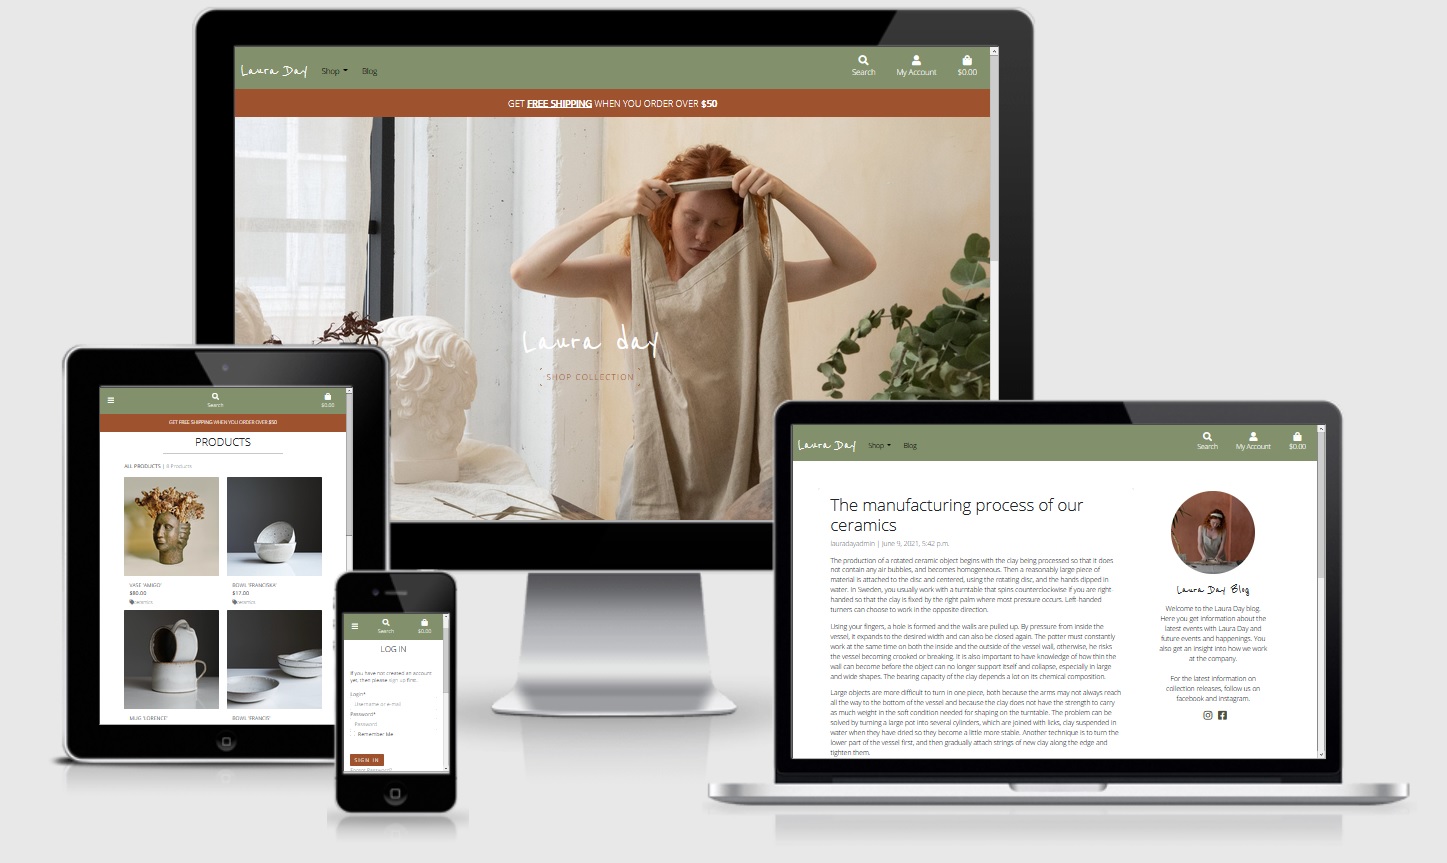 Laura Day
Shop
Blog
Search
My Account
$0.00
GET FREE SHIPPING WHEN YOU ORDER OVER $50
Laura day
SHOP COLLECTION
Search
$0.00
GET FREE SHIPPING WHEN YOU ORDER OVER $50
PRODUCTS
ALL PRODUCTS | 8 Products
VASE 'AMIGO'
$80.00
ceramics
BOWL 'FRANCISKA'
$17.00
ceramics
MUG 'LORENCE'
BOWL 'FRANCIS'
Search
$0.00
LOG IN
If you have not created an account
yet, then please sign up first.
Login*
Username or e-mail
Password*
Password
Remember Me
SIGN IN
Laura Day
Shop
Blog
Search
My Account
$0.00
The manufacturing process of our
ceramics
lauradayadmin | June 9, 2021, 5:42 p.m.
The production of a rotated ceramic object begins with the clay being processed so that it does
not contain any air bubbles, and becomes homogeneous. Then a reasonably large piece of
material is attached to the disc and centered, using the rotating disc, and the hands dipped in
water. In Sweden, you usually work with a turntable that spins counterclockwise if you are right
handed so that the clay is fixed by the right palm where most pressure occurs. Left handed
turners can choose to work in the opposite direction.
Using your fingers, a hole is formed and the walls are pulled up. By pressure from inside the
vessel, it expands to the desired width and can also be closed again. The potter must constantly
work at the same time on both the inside and the outside of the vessel wall, otherwise, he risks
the vessel becoming crooked or breaking. It is also important to have knowledge of how thin the
wall can become before the object can no longer support itself and collapse, especially in large
and wide shapes. The bearing capacity of the clay depends a lot on its chemical composition.
Large objects are more difficult to turn in one piece, both because the arms may not always reach
all the way to the bottom of the vessel and because the clay does not have the strength to carry
as much weight in the soft condition needed for shaping on the turntable. The problem can be
solved by turning a large pot into several cylinders, which are joined with licks, clay suspended in
water when they have dried so they become a little more stable. Another technique is to turn the
lower part of the vessel first, and then gradually attach strings of new clay along the edge and
tighten them.
Laura Day Blog
Welcome to the Laura Day blog.
Here you get information about the
latest events with Laura Day and
future events and happenings. You
also get an insight into how we work
at the company.
For the latest information on
collection releases, follow us on
facebook and instagram.